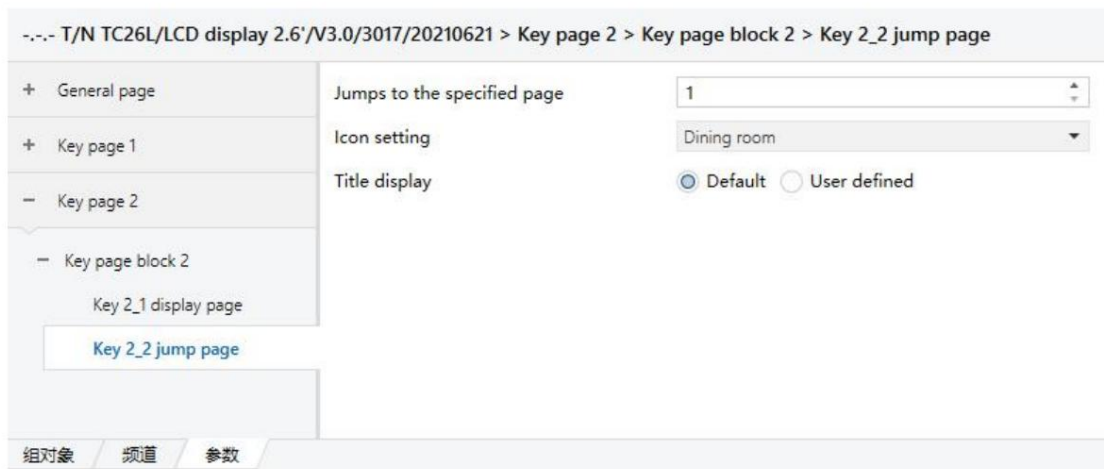 -.-.- T/N TC26L/LCD display 2.6'/V3.0/3017/20210621 > Key page 2 > Key page block 2 > Key 2_2 jump page
+ General page
+ Key page 1
− Key page 2
− Key page block 2
Key 2_1 display page
Key 2_2 jump page
Jumps to the specified page 1
Icon setting Dining room
Title display Default User defined
组对象 频道 参数